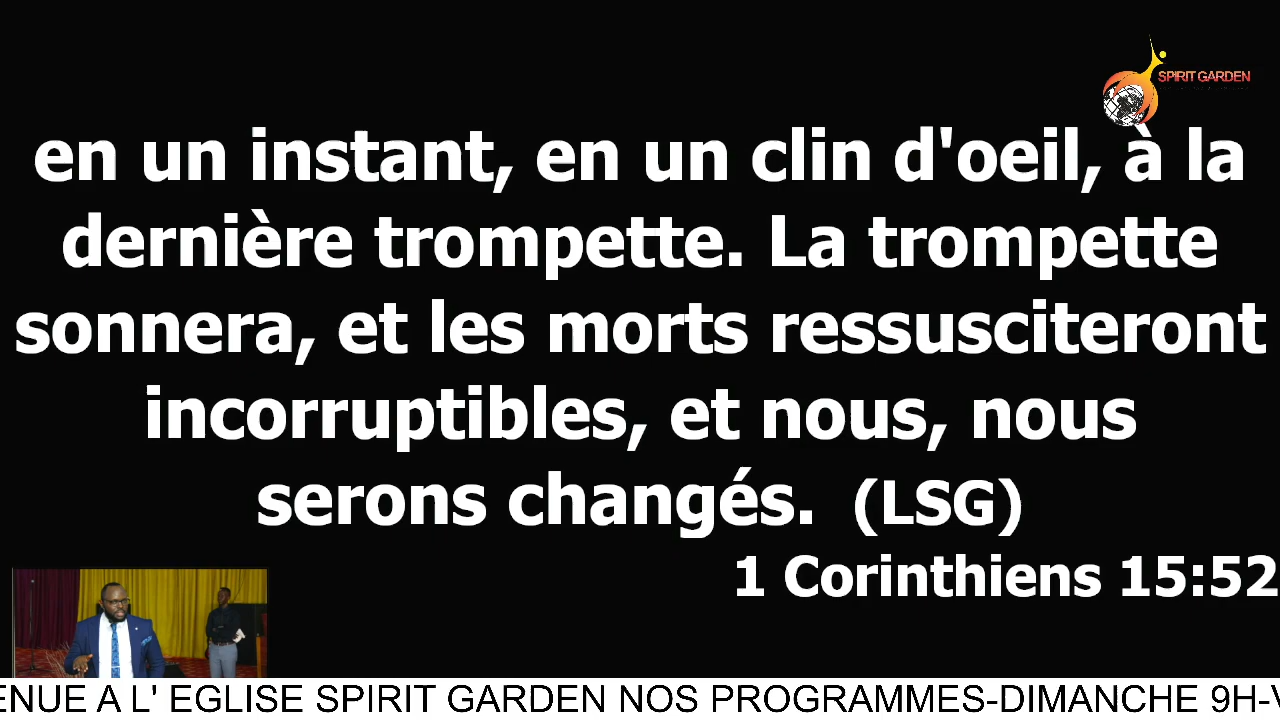 SPIRIT GARDEN
en un instant, en un clin d'oeil, à la
dernière trompette. La trompette
sonnera, et les morts ressusciteront
incorruptibles, et nous, nous
serons changés. (LSG)
1 Corinthiens 15:52
ENUE A L' EGLISE SPIRIT GARDEN NOS PROGRAMMES-DIMANCHE 9H-V